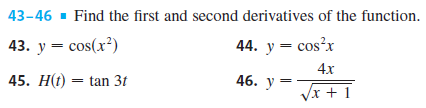 43–46 ▪ Find the first and second derivatives of the function.
43. y = cos(x²)
44. y = cos²x
45. H(t) = tan 3t
46. y = 4x / √(x + 1)